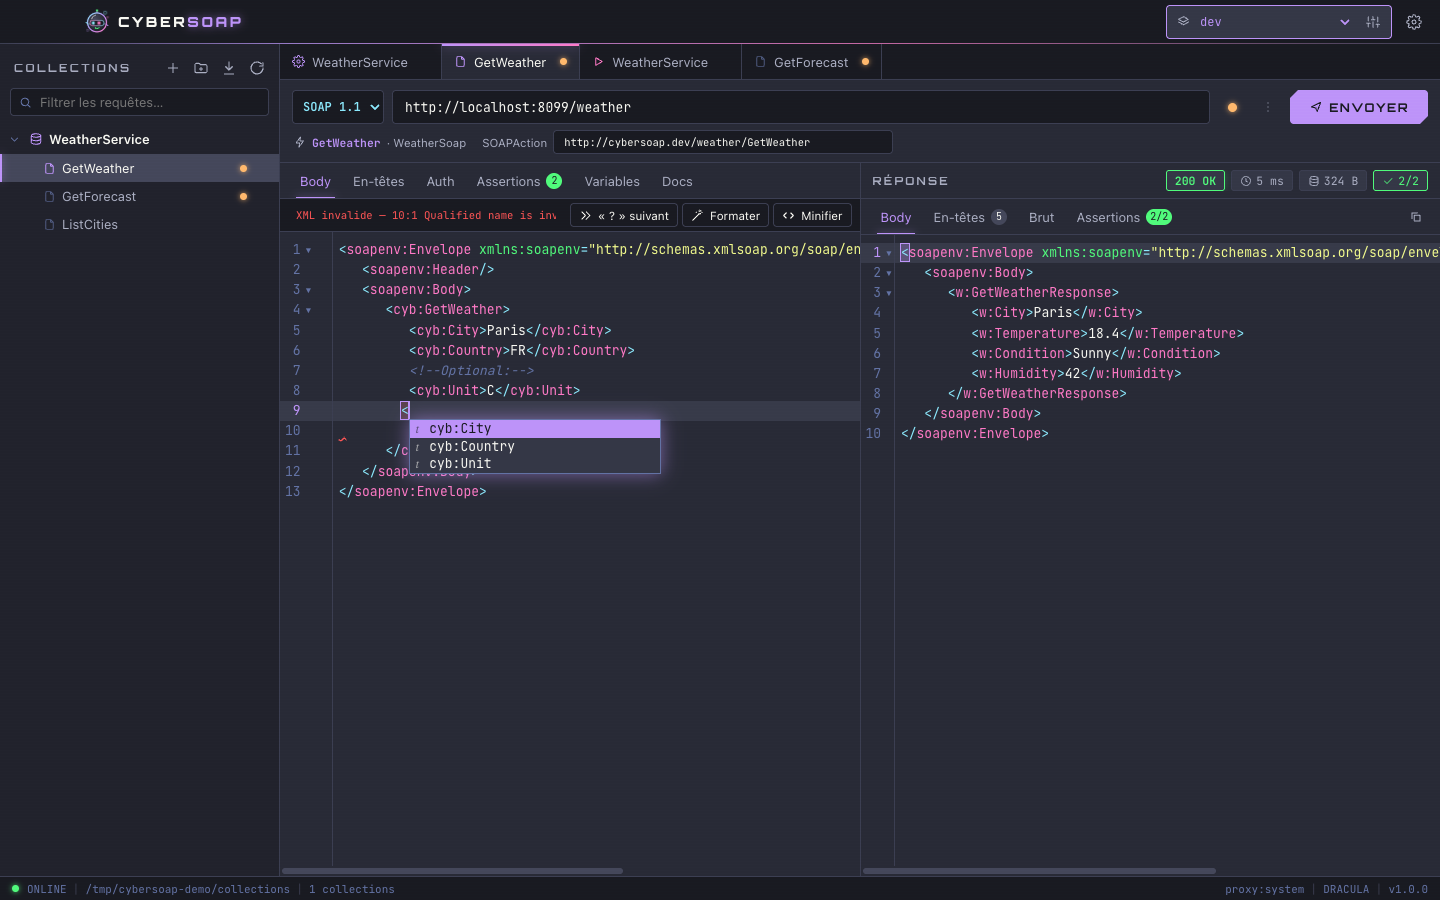 CYBERSOAP
dev
COLLECTIONS
Filtrer les requêtes...
WeatherService
GetWeather
GetForecast
ListCities
WeatherService
GetWeather
WeatherService
GetForecast
SOAP 1.1
http://localhost:8099/weather
ENVOYER
GetWeather · WeatherSoap
SOAPAction
http://cybersoap.dev/weather/GetWeather
Body
En-têtes
Auth
Assertions 2
Variables
Docs
XML invalide — 10:1 Qualified name is inv
« ? » suivant
Formater
Minifier
1 <soapenv:Envelope xmlns:soapenv="http://schemas.xmlsoap.org/soap/en
2 <soapenv:Header/>
3 <soapenv:Body>
4 <cyb:GetWeather>
5 <cyb:City>Paris</cyb:City>
6 <cyb:Country>FR</cyb:Country>
7 <!--Optional:-->
8 <cyb:Unit>C</cyb:Unit>
9 <
t cyb:City
t cyb:Country
t cyb:Unit
10
11 </c
12 </soapenv:Body>
13 </soapenv:Envelope>
RÉPONSE
200 OK
5 ms
324 B
2/2
Body
En-têtes 5
Brut
Assertions 2/2
1 <soapenv:Envelope xmlns:soapenv="http://schemas.xmlsoap.org/soap/enve
2 <soapenv:Body>
3 <w:GetWeatherResponse>
4 <w:City>Paris</w:City>
5 <w:Temperature>18.4</w:Temperature>
6 <w:Condition>Sunny</w:Condition>
7 <w:Humidity>42</w:Humidity>
8 </w:GetWeatherResponse>
9 </soapenv:Body>
10 </soapenv:Envelope>
ONLINE | /tmp/cybersoap-demo/collections | 1 collections
proxy:system | DRACULA | v1.0.0